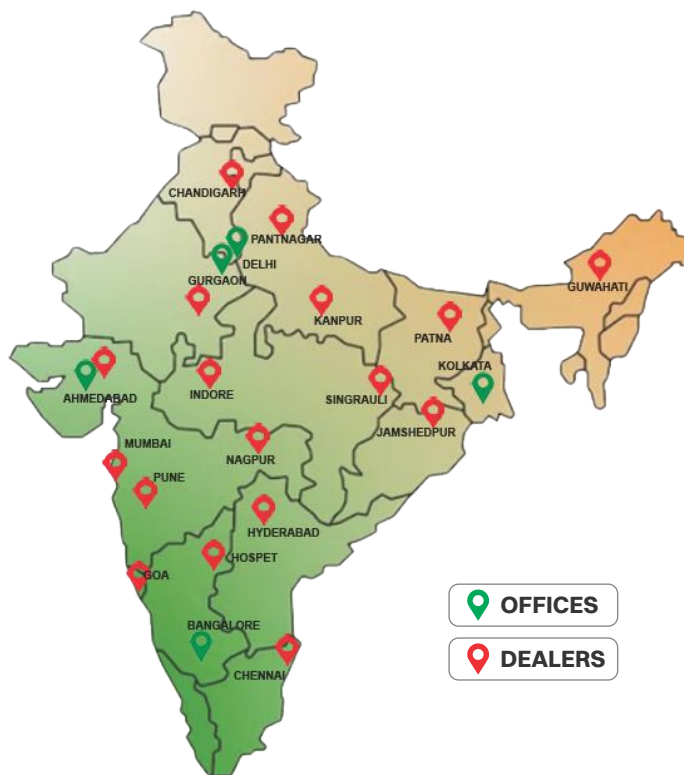 CHANDIGARH
PANTNAGAR
DELHI
GURGAON
GUWAHATI
KANPUR
PATNA
KOLKATA
AHMEDABAD
INDORE
SINGRAULI
JAMSHEDPUR
MUMBAI
NAGPUR
PUNE
HYDERABAD
HOSPET
GOA
BANGALORE
CHENNAI
OFFICES
DEALERS